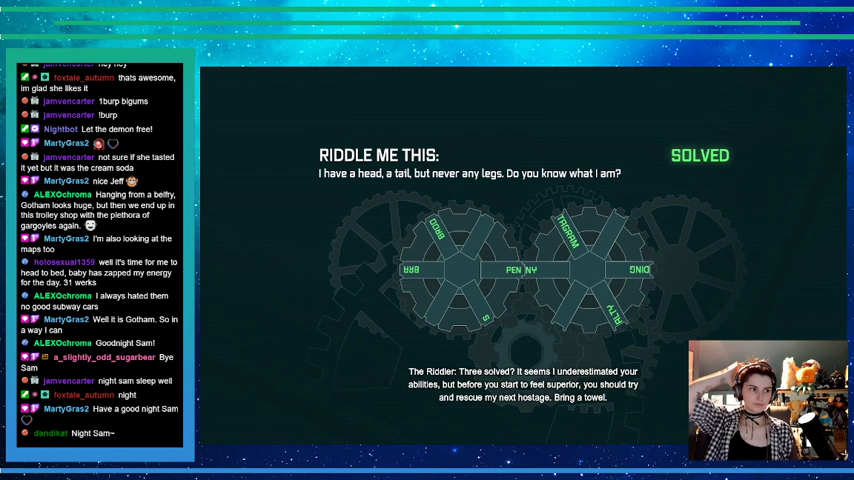 jamvencarter hey hey
foxtale_autumn thats awesome,
im glad she likes it
jamvencarter 1burp bigums
jamvencarter !burp
Nightbot Let the demon free!
MartyGras2
jamvencarter not sure if she tasted
it yet but it was the cream soda
MartyGras2 nice Jeff
ALEXOchroma Hanging from a belfry,
Gotham looks huge, but then we end up in
this trolley shop with the plethora of
gargoyles again.
MartyGras2 I'm also looking at the
maps too
holosexual1359 well it's time for me to
head to bed, baby has zapped my energy
for the day. 31 werks
ALEXOchroma I always hated them
no good subway cars
MartyGras2 Well it is Gotham. So in
a way I can
ALEXOchroma Goodnight Sam!
a_slightly_odd_sugarbear Bye
Sam
jamvencarter night sam sleep well
foxtale_autumn night
MartyGras2 Have a good night Sam
dandikat Night Sam~
RIDDLE ME THIS:
SOLVED
I have a head, a tail, but never any legs. Do you know what I am?
TAGRAM
BRB
PEN
NY
DING
S
ALTY
The Riddler: Three solved? It seems I underestimated your
abilities, but before you start to feel superior, you should try
and rescue my next hostage. Bring a towel.